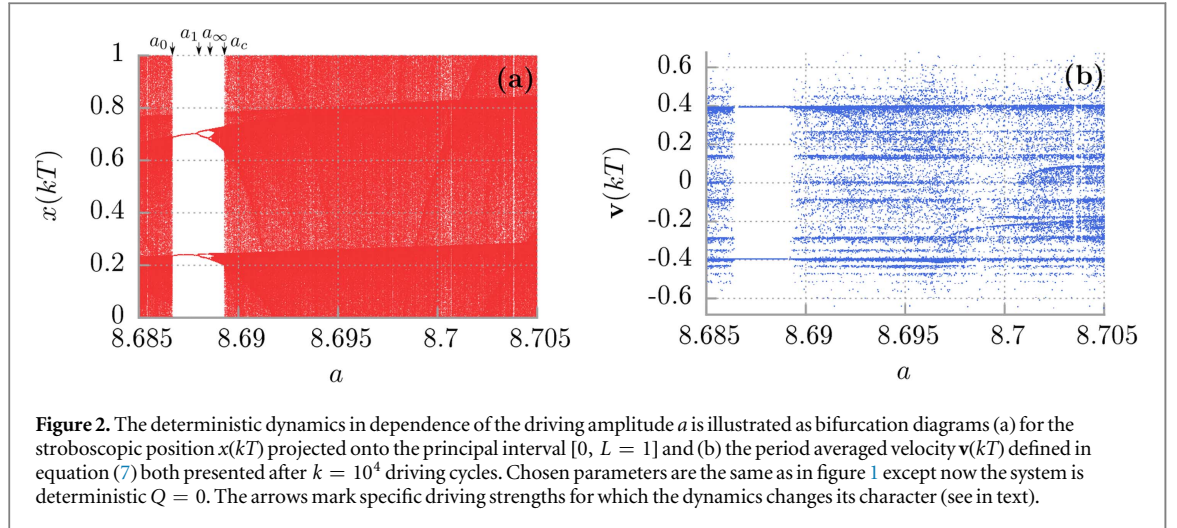 a₀ a₁ a∞ a_c
1
0.8
0.6
0.4
0.2
0
x(kT)
(a)
8.685 8.69 8.695 8.7 8.705
a
0.6
0.4
0.2
0
-0.2
-0.4
-0.6
v(kT)
(b)
8.685 8.69 8.695 8.7 8.705
a
Figure 2. The deterministic dynamics in dependence of the driving amplitude a is illustrated as bifurcation diagrams (a) for the
stroboscopic position x(kT) projected onto the principal interval [0, L = 1] and (b) the period averaged velocity v(kT) defined in
equation (7) both presented after k = 10⁴ driving cycles. Chosen parameters are the same as in figure 1 except now the system is
deterministic Q = 0. The arrows mark specific driving strengths for which the dynamics changes its character (see in text).